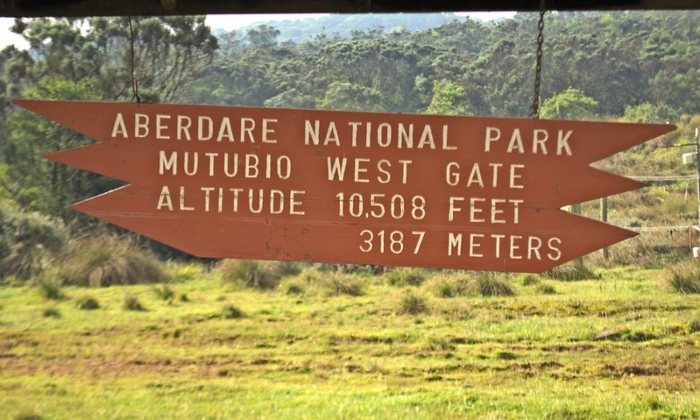 ABERDARE NATIONAL PARK
MUTUBIO WEST GATE
ALTITUDE 10,508 FEET
3187 METERS